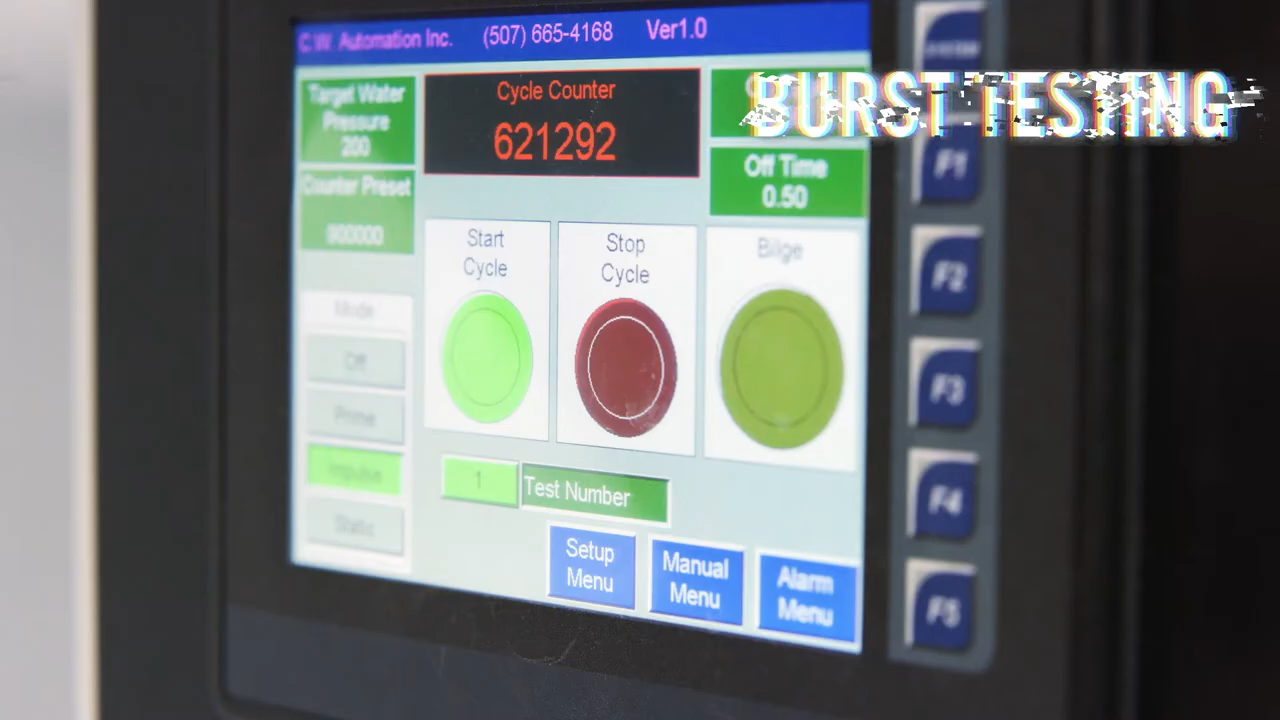 C.W. Automation Inc. (507) 665-4168 Ver1.0
BURST TESTING
Target Water
Pressure
200
Cycle Counter
621292
Off Time
0.50
Counter Preset
900000
Start
Cycle
Stop
Cycle
Bilge
Mode
Off
Prime
Impulse
Static
1 Test Number
Setup
Menu
Manual
Menu
Alarm
Menu
F1
F2
F3
F4
F5